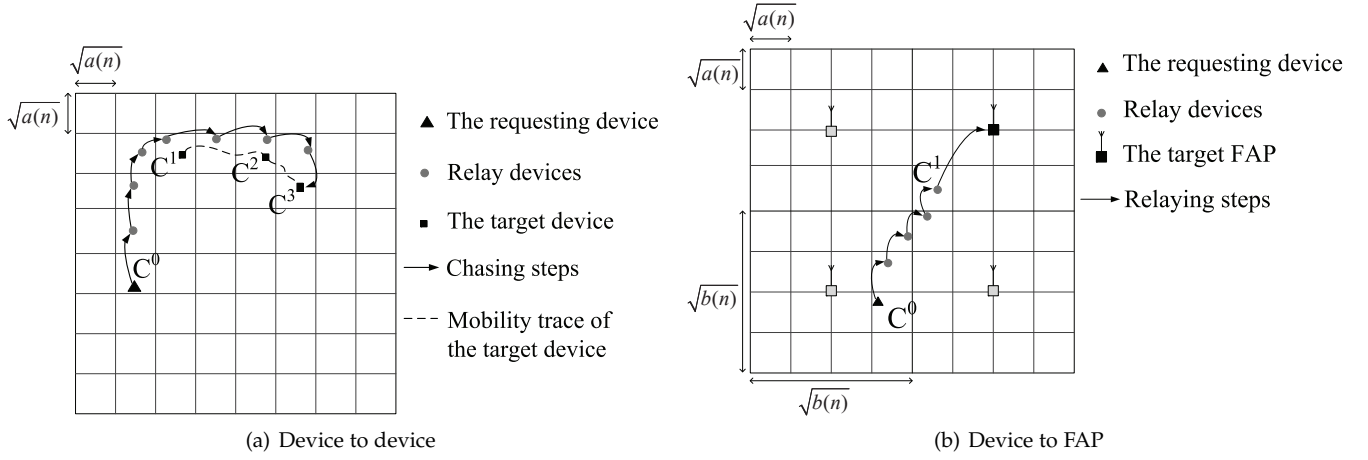 √a(n)
√a(n)
C⁰
C¹
C²
C³
The requesting device
Relay devices
The target device
Chasing steps
Mobility trace of
the target device
(a) Device to device
√a(n)
√a(n)
√b(n)
√b(n)
C¹
C⁰
The requesting device
Relay devices
The target FAP
Relaying steps
(b) Device to FAP